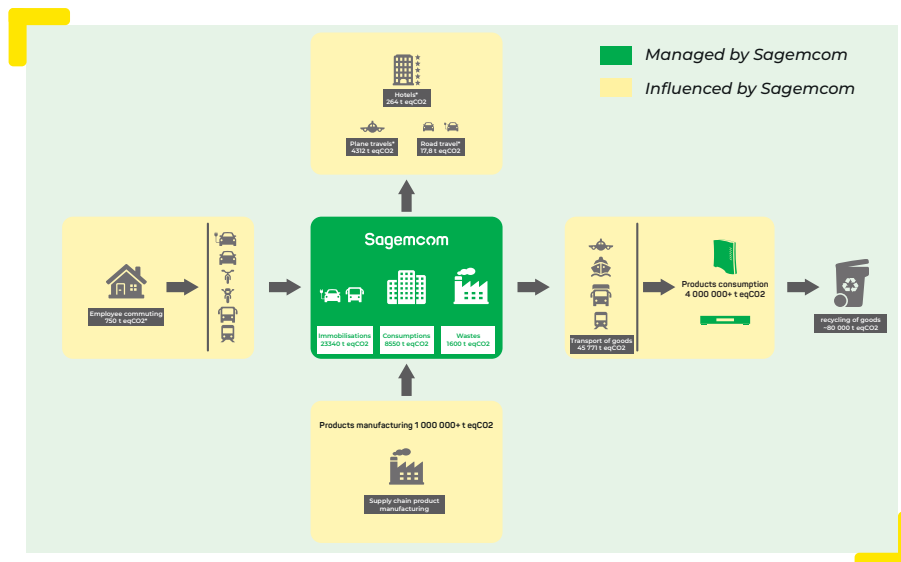 Managed by Sagemcom
Influenced by Sagemcom
Hotels*
264 t eqCO2
Plane travels*
4312 t eqCO2
Road travel*
17,8 t eqCO2
Employee commuting
750 t eqCO2*
Sagemcom
Immobilisations
23340 t eqCO2
Consumptions
8550 t eqCO2
Wastes
1600 t eqCO2
Transport of goods
45 771 t eqCO2
Products consumption
4 000 000+ t eqCO2
recycling of goods
~80 000 t eqCO2
Products manufacturing 1 000 000+ t eqCO2
Supply chain product
manufacturing